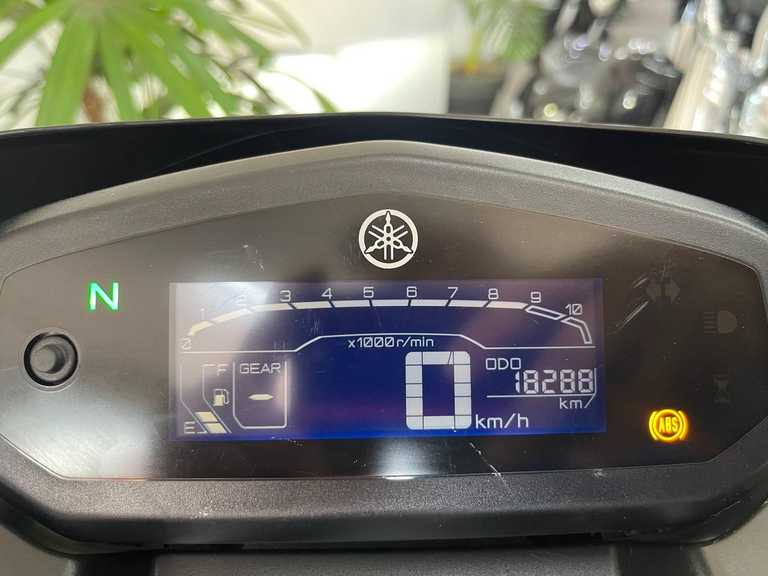 N
1 2 3 4 5 6 7 8 9 10
0
x1000 r/min
F
GEAR
-
E
0 km/h
ODO
18288
km/
ABS